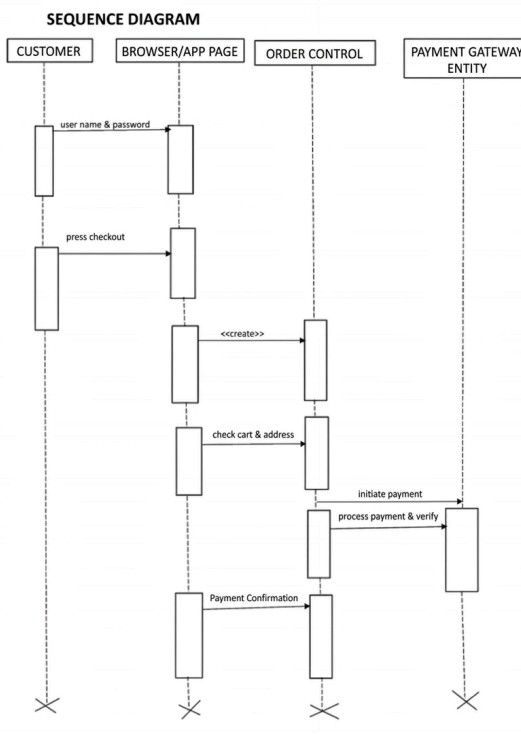 SEQUENCE DIAGRAM
CUSTOMER
BROWSER/APP PAGE
ORDER CONTROL
PAYMENT GATEWAY
ENTITY
user name & password
press checkout
<<create>>
check cart & address
initiate payment
process payment & verify
Payment Confirmation